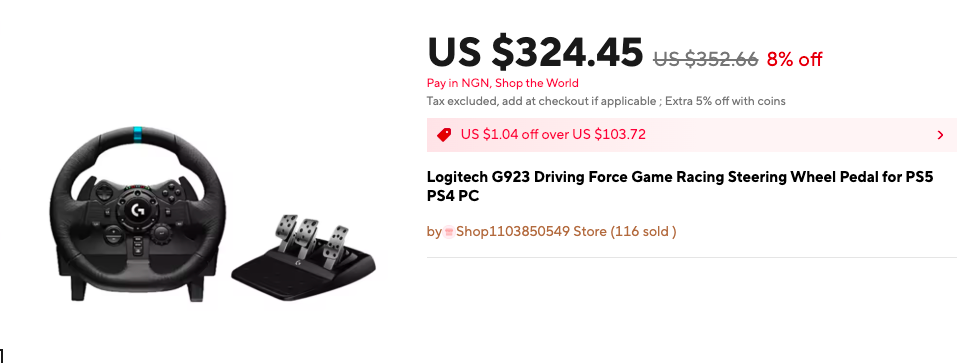 US $324.45 US $352.66 8% off
Pay in NGN, Shop the World
Tax excluded, add at checkout if applicable ; Extra 5% off with coins
US $1.04 off over US $103.72
Logitech G923 Driving Force Game Racing Steering Wheel Pedal for PS5
PS4 PC
by Shop1103850549 Store (116 sold )